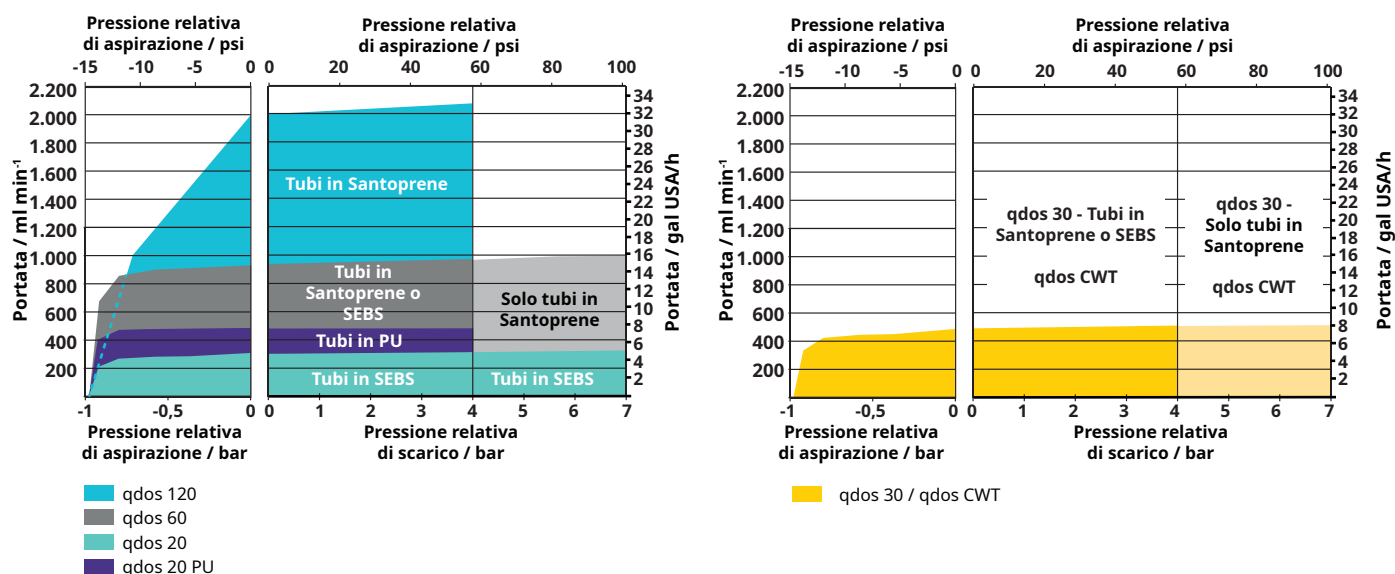 Pressione relativa
di aspirazione / psi
-15 -10 -5 0
Pressione relativa
di aspirazione / psi
0 20 40 60 80 100
Portata / ml min⁻¹
2.200
2.000
1.800
1.600
1.400
1.200
1.000
800
600
400
200
Tubi in Santoprene
Tubi in
Santoprene o
SEBS
Tubi in PU
Tubi in SEBS
Solo tubi in
Santoprene
Tubi in SEBS
34
32
30
28
26
24
22
20
18
16
14
12
10
8
6
4
2
Portata / gal USA/h
-1 -0,5 0
Pressione relativa
di aspirazione / bar
0 1 2 3 4 5 6 7
Pressione relativa
di scarico / bar
qdos 120
qdos 60
qdos 20
qdos 20 PU
Pressione relativa
di aspirazione / psi
-15 -10 -5 0
Pressione relativa
di aspirazione / psi
0 20 40 60 80 100
Portata / ml min⁻¹
2.200
2.000
1.800
1.600
1.400
1.200
1.000
800
600
400
200
qdos 30 - Tubi in
Santoprene o SEBS
qdos CWT
qdos 30 -
Solo tubi in
Santoprene
qdos CWT
34
32
30
28
26
24
22
20
18
16
14
12
10
8
6
4
2
Portata / gal USA/h
-1 -0,5 0
Pressione relativa
di aspirazione / bar
0 1 2 3 4 5 6 7
Pressione relativa
di scarico / bar
qdos 30 / qdos CWT